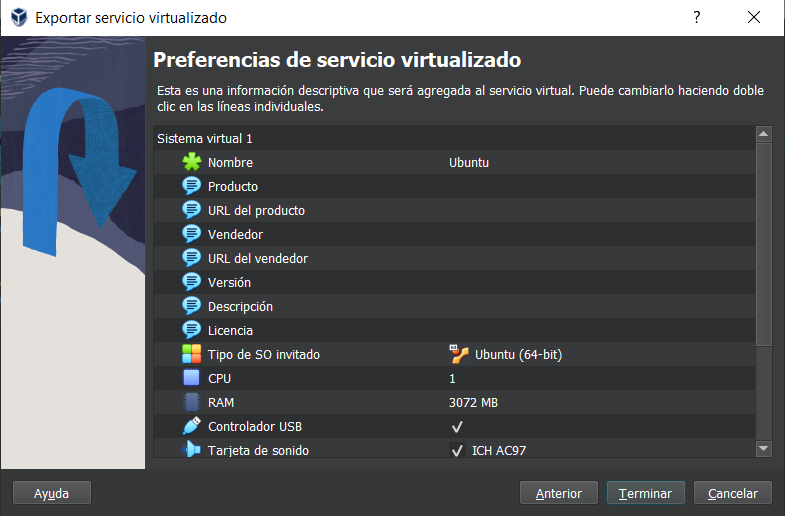 Exportar servicio virtualizado
Preferencias de servicio virtualizado
Esta es una información descriptiva que será agregada al servicio virtual. Puede cambiarlo haciendo doble
clic en las líneas individuales.
Sistema virtual 1
Nombre Ubuntu
Producto
URL del producto
Vendedor
URL del vendedor
Versión
Descripción
Licencia
Tipo de SO invitado 64 Ubuntu (64-bit)
CPU 1
RAM 3072 MB
Controlador USB
Tarjeta de sonido ICH AC97
Ayuda Anterior Terminar Cancelar